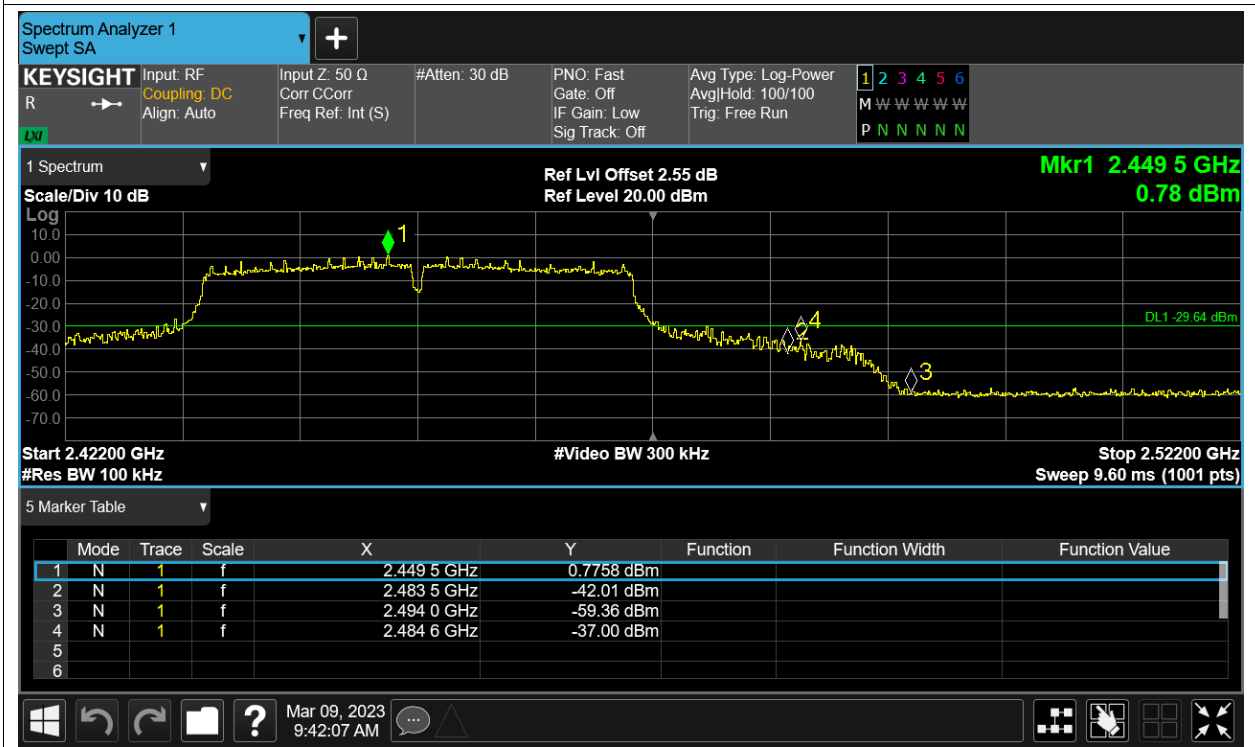 Spectrum Analyzer 1
Swept SA
KEYSIGHT Input: RF Input Z: 50 Ω #Atten: 30 dB PNO: Fast Avg Type: Log-Power 1 2 3 4 5 6
R Coupling: DC Corr CCorr Gate: Off Avg|Hold: 100/100 M W W W W W
Align: Auto Freq Ref: Int (S) IF Gain: Low Trig: Free Run
LXI Sig Track: Off P N N N N N
1 Spectrum Ref Lvl Offset 2.55 dB Mkr1 2.449 5 GHz
Scale/Div 10 dB Ref Level 20.00 dBm 0.78 dBm
Log
10.0
1
0.00
-10.0
-20.0
DL1 -29.64 dBm
-30.0
4
2
-40.0
-50.0
3
-60.0
-70.0
Start 2.42200 GHz #Video BW 300 kHz Stop 2.52200 GHz
#Res BW 100 kHz Sweep 9.60 ms (1001 pts)
5 Marker Table
Mode Trace Scale X Y Function Function Width Function Value
1 N 1 f 2.449 5 GHz 0.7758 dBm
2 N 1 f 2.483 5 GHz -42.01 dBm
3 N 1 f 2.494 0 GHz -59.36 dBm
4 N 1 f 2.484 6 GHz -37.00 dBm
5
6
? Mar 09, 2023
9:42:07 AM